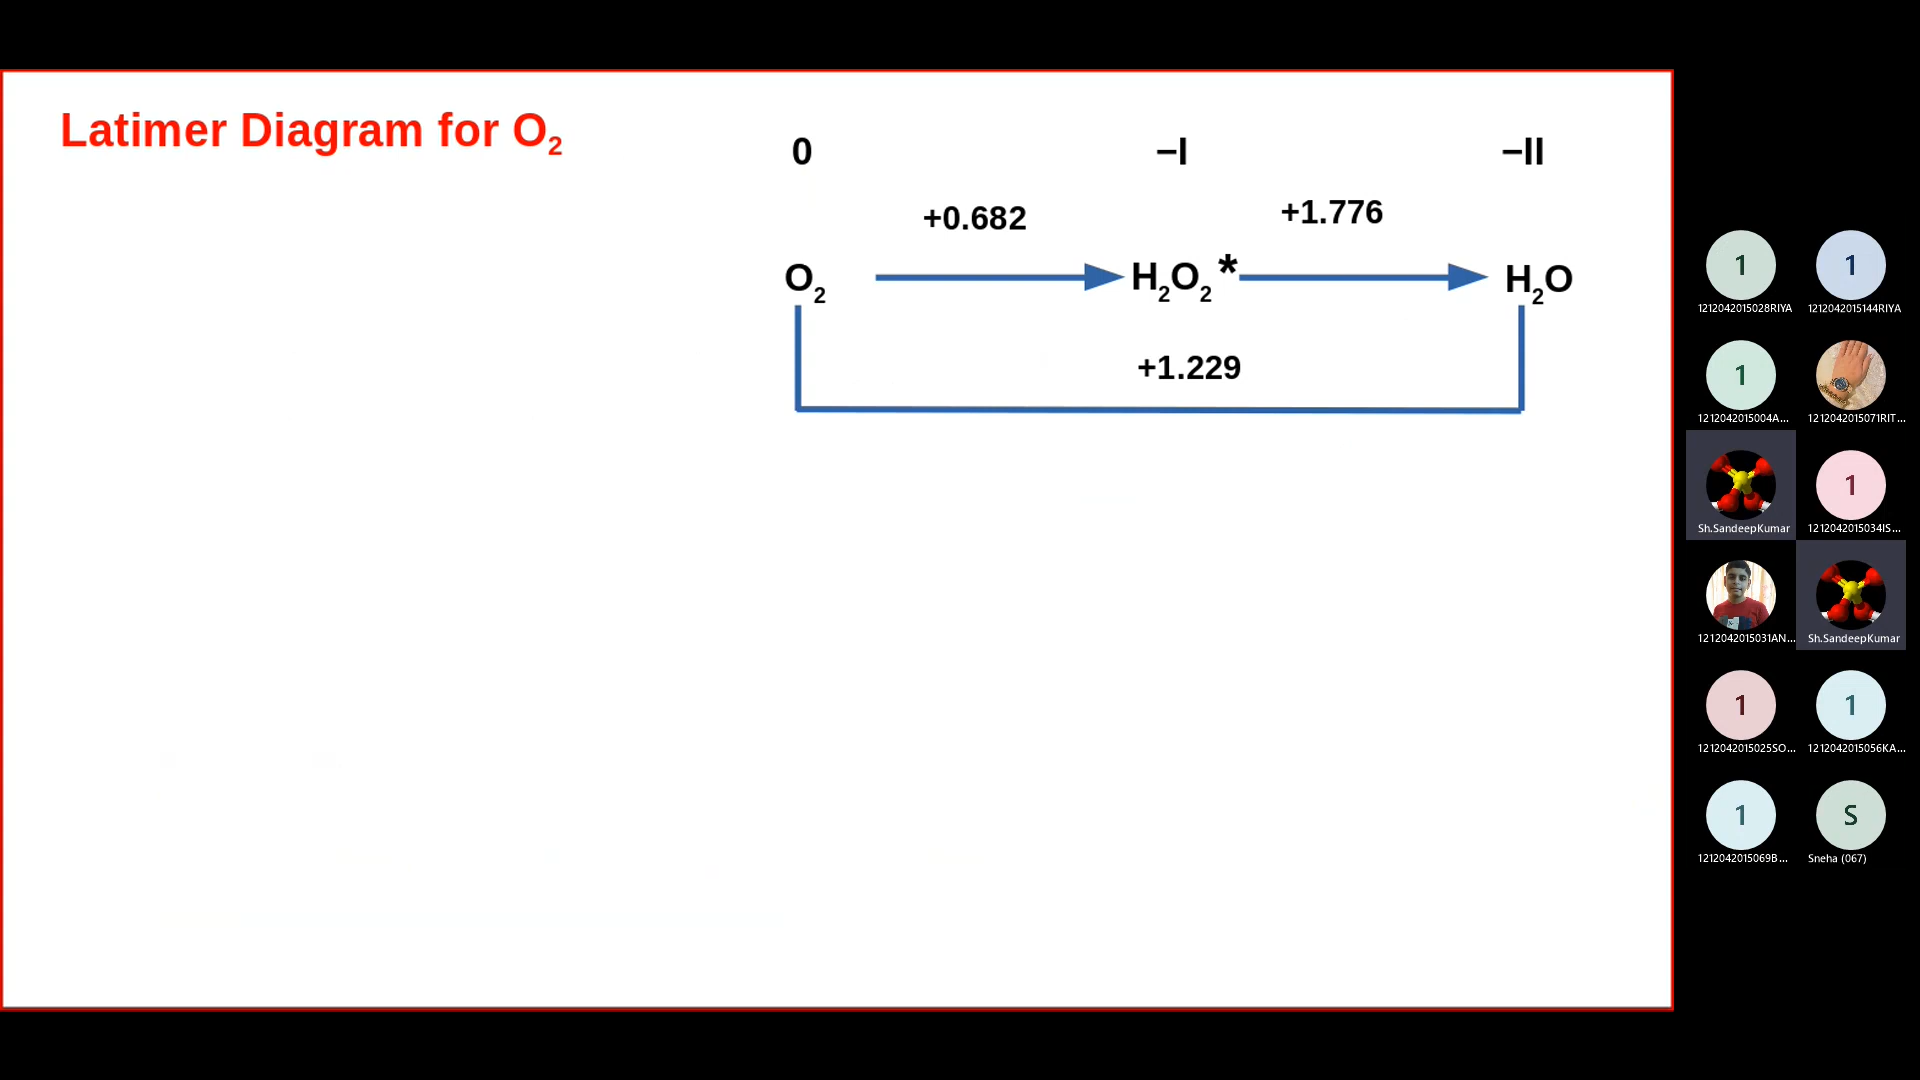 Latimer Diagram for O2
0 –I –II
+0.682 +1.776
O2 H2O2 * H2O
+1.229
1
1212042015028RIYA
1
1212042015144RIYA
1
1212042015004A...
1212042015071RIT...
Sh.SandeepKumar
1
1212042015034IS...
1212042015031AN...
Sh.SandeepKumar
1
1212042015025SO...
1
1212042015056KA...
1
1212042015069B...
S
Sneha (067)